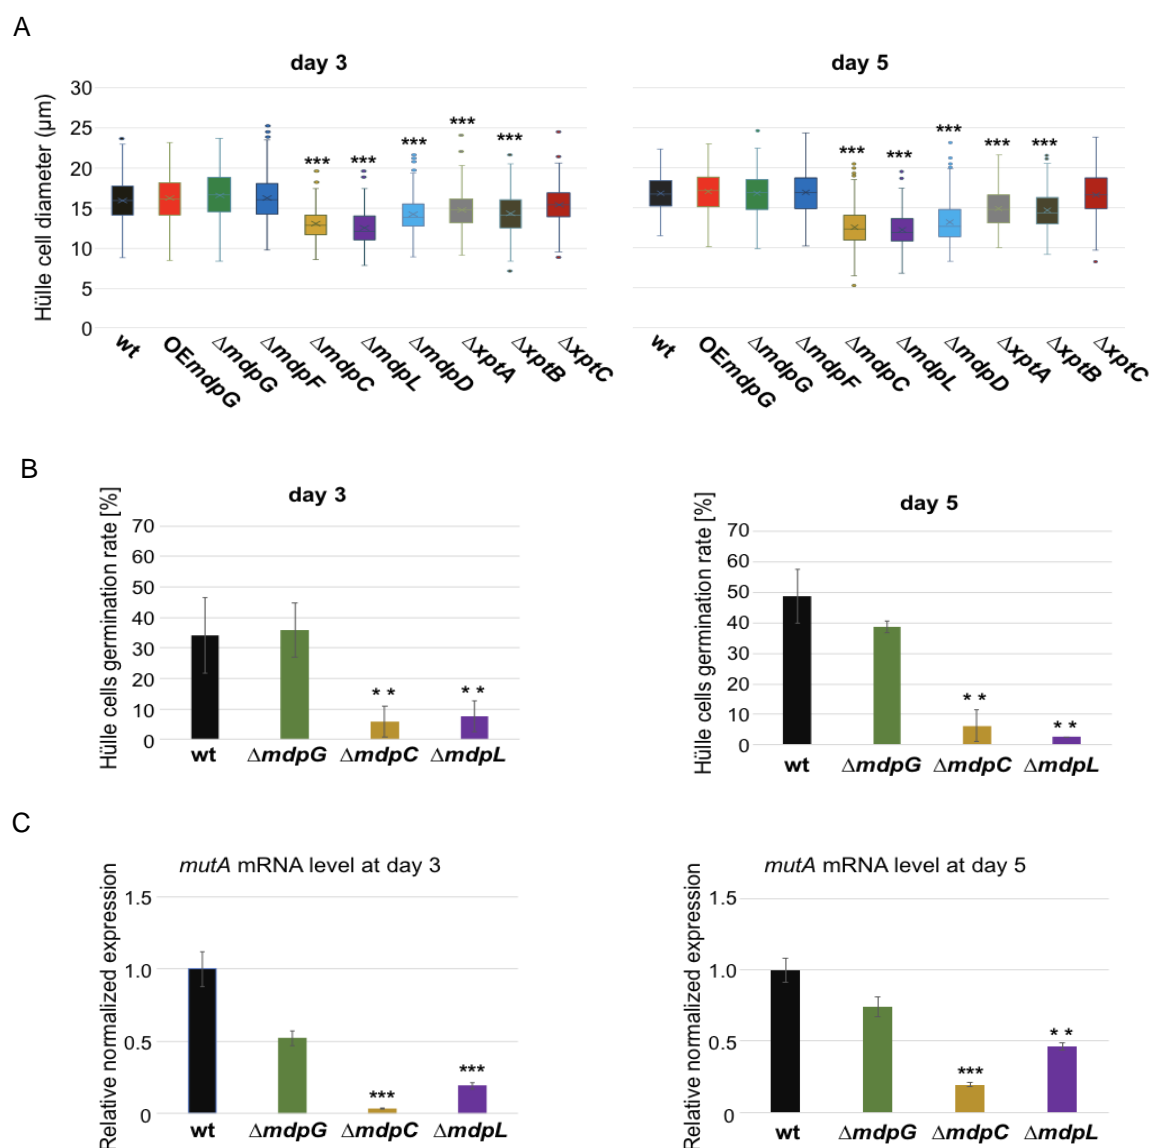 A
day 3
day 5
Hülle cell diameter (μm)
30
25
20
15
10
5
0
*** *** *** *** ***
*** *** *** *** ***
wt OEmdpG ΔmdpG ΔmdpF ΔmdpC ΔmdpL ΔmdpD ΔxptA ΔxptB ΔxptC
wt OEmdpG ΔmdpG ΔmdpF ΔmdpC ΔmdpL ΔmdpD ΔxptA ΔxptB ΔxptC
B
day 3
Hülle cells germination rate [%]
70
60
50
40
30
20
10
0
* * * *
wt ΔmdpG ΔmdpC ΔmdpL
day 5
Hülle cells germination rate [%]
70
60
50
40
30
20
10
0
* * * *
wt ΔmdpG ΔmdpC ΔmdpL
C
mutA mRNA level at day 3
Relative normalized expression
1.5
1.0
0.5
0
*** ***
wt ΔmdpG ΔmdpC ΔmdpL
mutA mRNA level at day 5
Relative normalized expression
1.5
1.0
0.5
0
*** * *
wt ΔmdpG ΔmdpC ΔmdpL